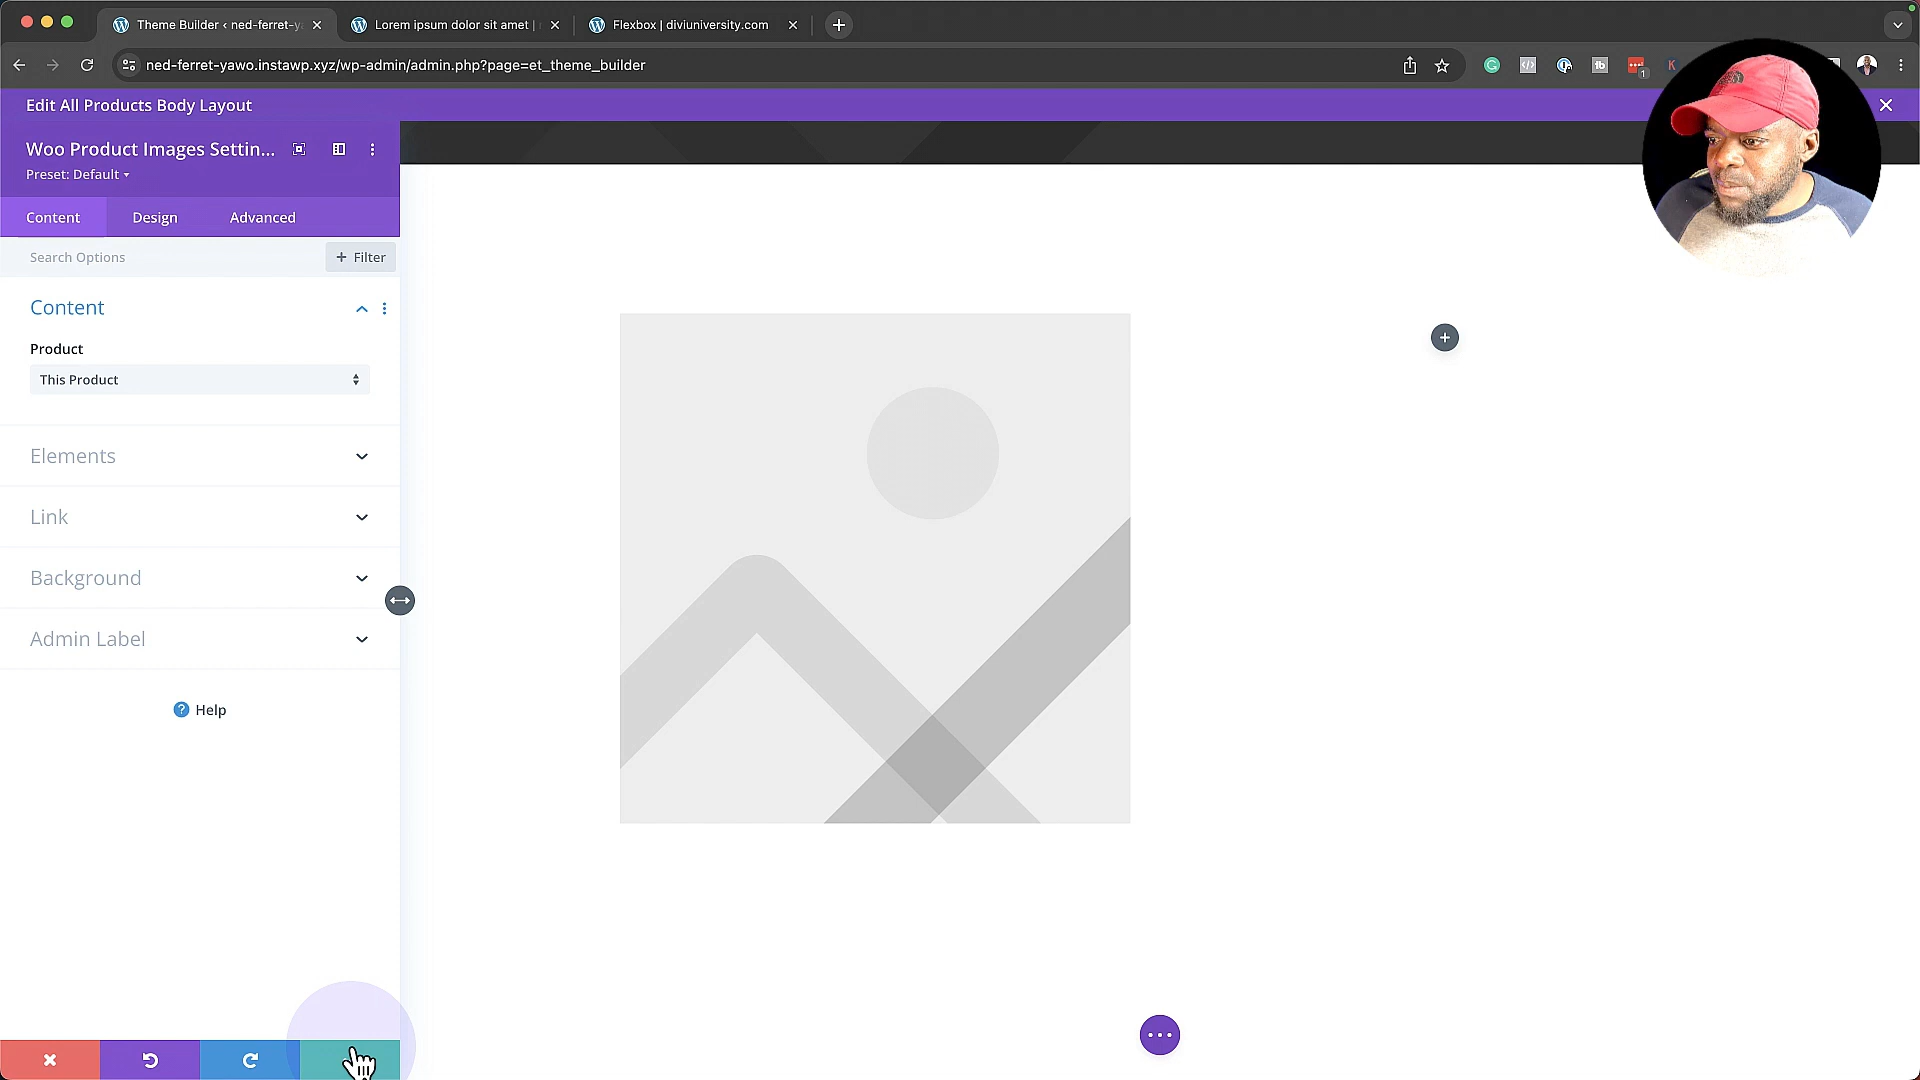 Theme Builder < ned-ferret-y
Lorem ipsum dolor sit amet |
Flexbox | diviuniversity.com
ned-ferret-yawo.instawp.xyz/wp-admin/admin.php?page=et_theme_builder
Edit All Products Body Layout
Woo Product Images Settin...
Preset: Default
Content
Design
Advanced
Search Options
+ Filter
Content
Product
This Product
Elements
Link
Background
Admin Label
Help